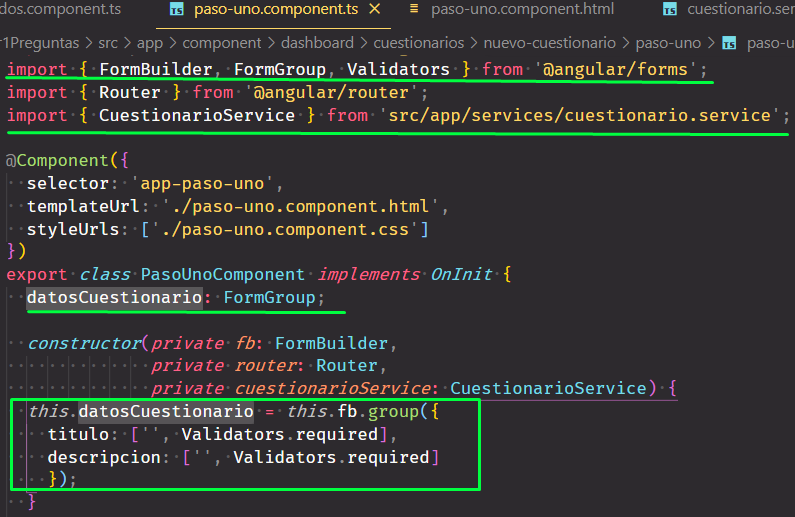 dos.component.ts paso-uno.component.ts paso-uno.component.html cuestionario.ser
r1Preguntas > src > app > component > dashboard > cuestionarios > nuevo-cuestionario > paso-uno > paso-u
import { FormBuilder, FormGroup, Validators } from '@angular/forms';
import { Router } from '@angular/router';
import { CuestionarioService } from 'src/app/services/cuestionario.service';
@Component({
selector: 'app-paso-uno',
templateUrl: './paso-uno.component.html',
styleUrls: ['./paso-uno.component.css']
})
export class PasoUnoComponent implements OnInit {
datosCuestionario: FormGroup;
constructor(private fb: FormBuilder,
private router: Router,
private cuestionarioService: CuestionarioService) {
this.datosCuestionario = this.fb.group({
titulo: ['', Validators.required],
descripcion: ['', Validators.required]
});
}